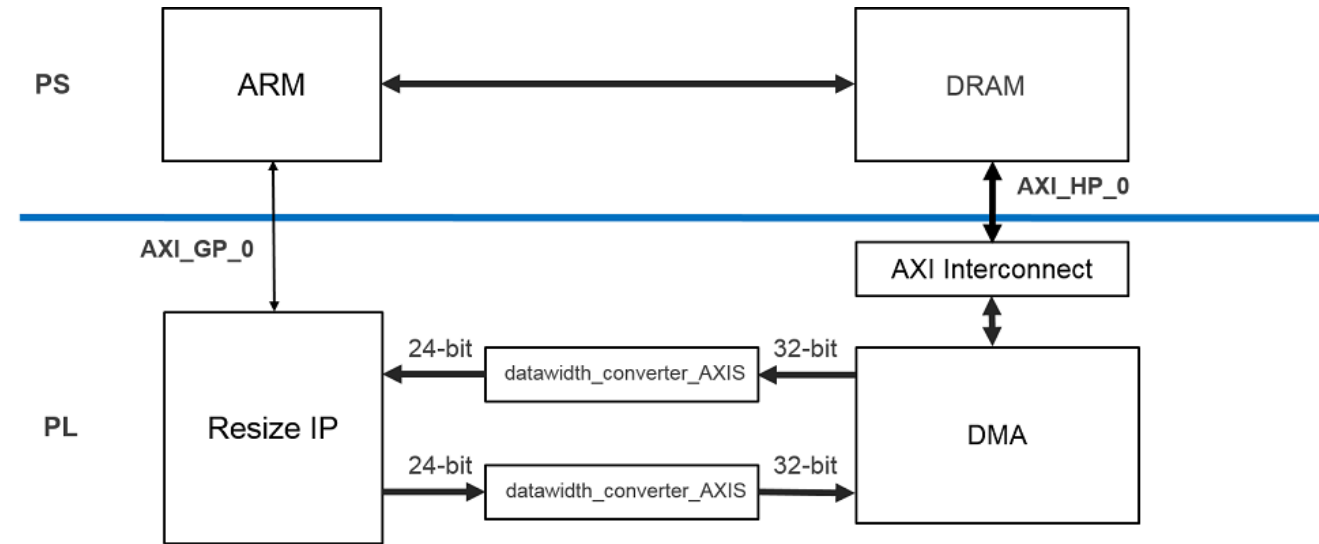 PS
ARM
DRAM
AXI_HP_0
AXI_GP_0
AXI Interconnect
24-bit
datawidth_converter_AXIS
32-bit
PL
Resize IP
DMA
24-bit
datawidth_converter_AXIS
32-bit